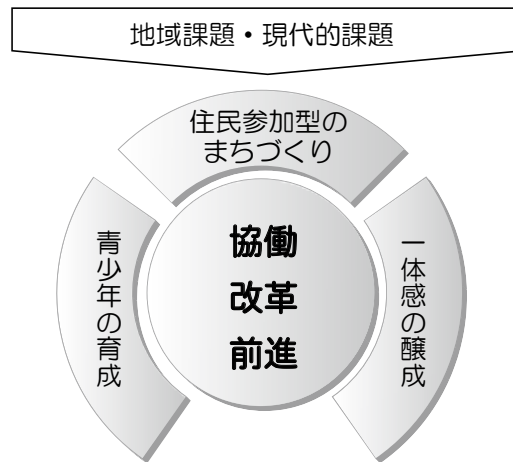 地域課題・現代的課題
住民参加型の
まちづくり
青少年の育成
協働
改革
前進
一体感の醸成